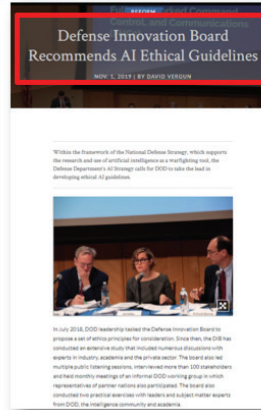 REFORM
Control, and Communications
Defense Innovation Board
Recommends AI Ethical Guidelines
NOV. 1, 2019 | BY DAVID VERGUN
Within the framework of the National Defense Strategy, which supports
the research and use of artificial intelligence as a warfighting tool, the
Defense Department's AI Strategy calls for DOD to take the lead in
developing ethical AI guidelines.
In July 2018, DOD leadership tasked the Defense Innovation Board to
propose a set of ethics principles for consideration. Since then, the DIB has
conducted an extensive study that included numerous discussions with
experts in industry, academia and the private sector. The board also led
multiple public listening sessions, interviewed more than 100 stakeholders
and held monthly meetings of an informal DOD working group in which
representatives of partner nations also participated. The board also
conducted two practical exercises with leaders and subject matter experts
from DOD, the intelligence community and academia.